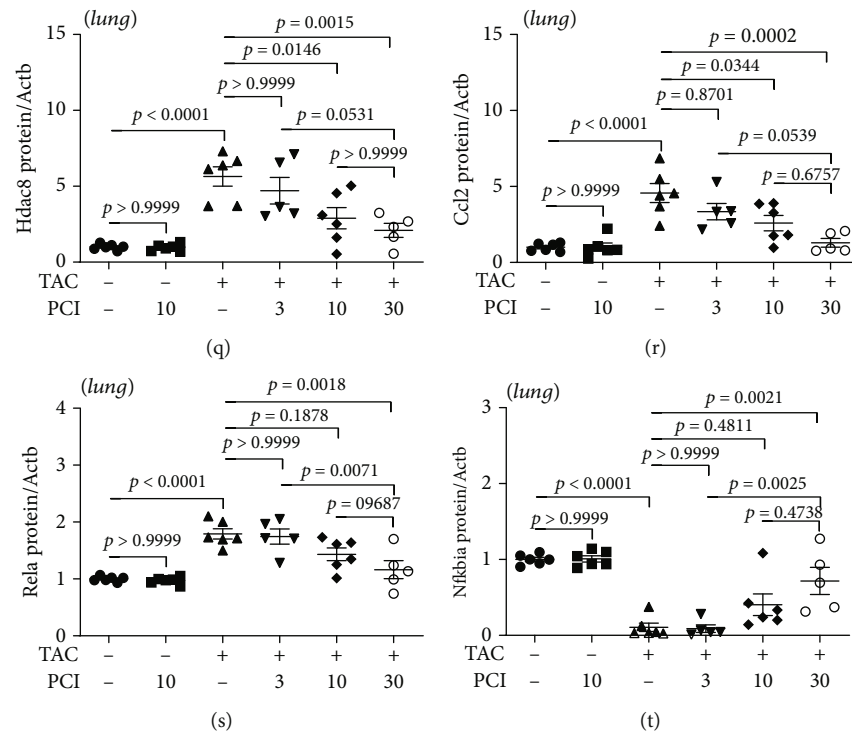 (lung)
15
10
5
0
Hdac8 protein/Actb
p = 0.0015
p = 0.0146
p > 0.9999
p < 0.0001
p = 0.0531
p > 0.9999
p > 0.9999
TAC – – + + + +
PCI – 10 – 3 10 30
(q)
(lung)
15
10
5
0
Ccl2 protein/Actb
p = 0.0002
p = 0.0344
p = 0.8701
p < 0.0001
p = 0.0539
p > 0.9999
p = 0.6757
TAC – – + + + +
PCI – 10 – 3 10 30
(r)
(lung)
4
3
2
1
0
Rela protein/Actb
p = 0.0018
p = 0.1878
p > 0.9999
p < 0.0001
p = 0.0071
p = 09687
p > 0.9999
TAC – – + + + +
PCI – 10 – 3 10 30
(s)
(lung)
3
2
1
0
Nfkbia protein/Actb
p = 0.0021
p = 0.4811
p > 0.9999
p < 0.0001
p = 0.0025
p > 0.9999
p = 0.4738
TAC – – + + + +
PCI – 10 – 3 10 30
(t)